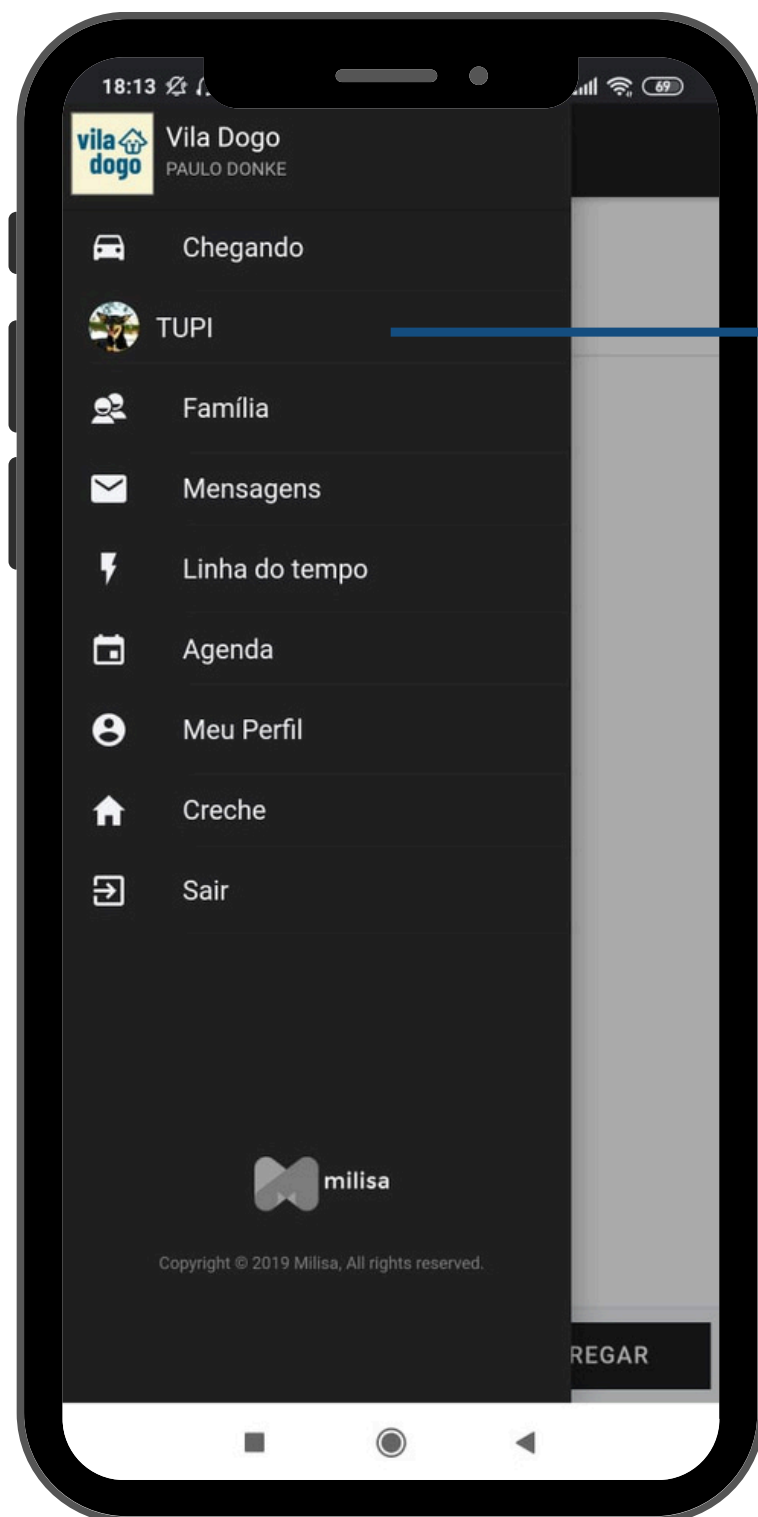 18:13
69
vila
dogo
Vila Dogo
PAULO DONKE
Chegando
TUPI
Família
Mensagens
Linha do tempo
Agenda
Meu Perfil
Creche
Sair
milisa
Copyright © 2019 Milisa, All rights reserved.
REGAR